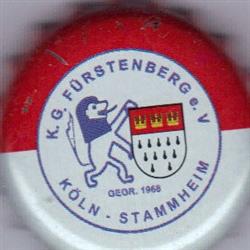 K.G. FÜRSTENBERG e.V
GEGR. 1968
KÖLN - STAMMHEIM